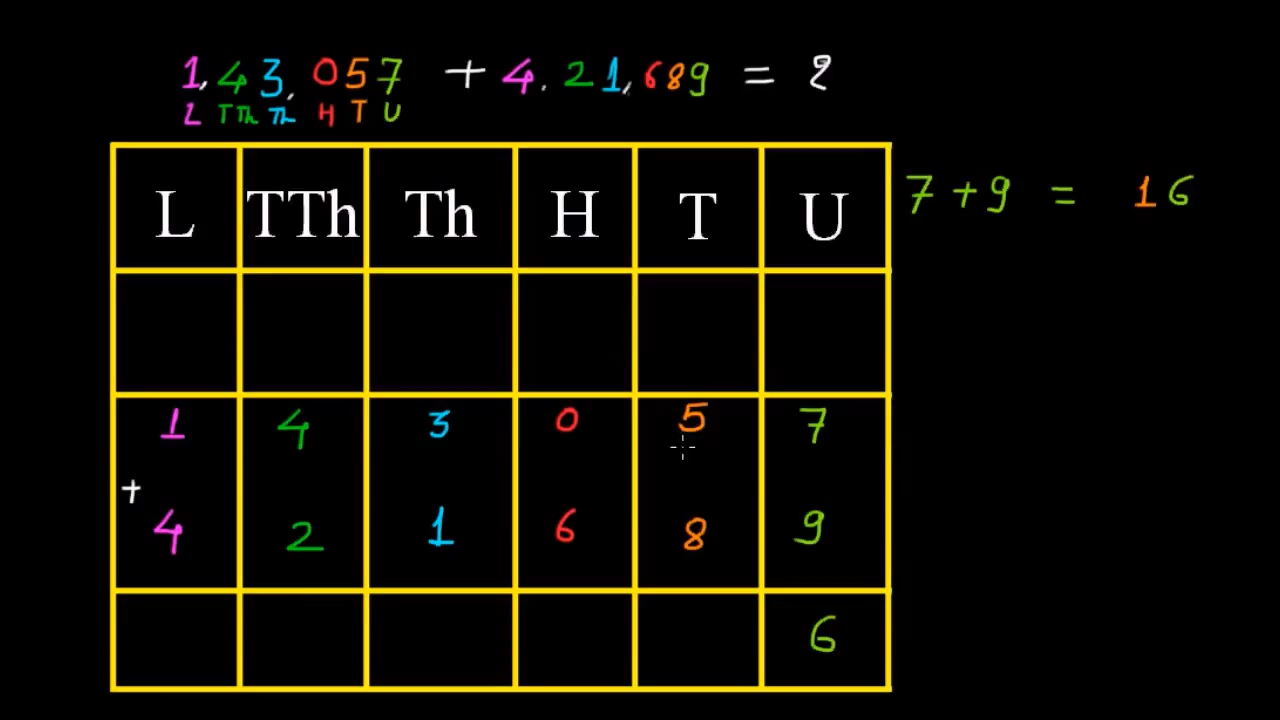 1,43,057 + 4.21,689 = ?
L TTh Th H T U
L TTh Th H T U
7 + 9 = 16
1 4 3 0 5 7
+
4 2 1 6 8 9
6